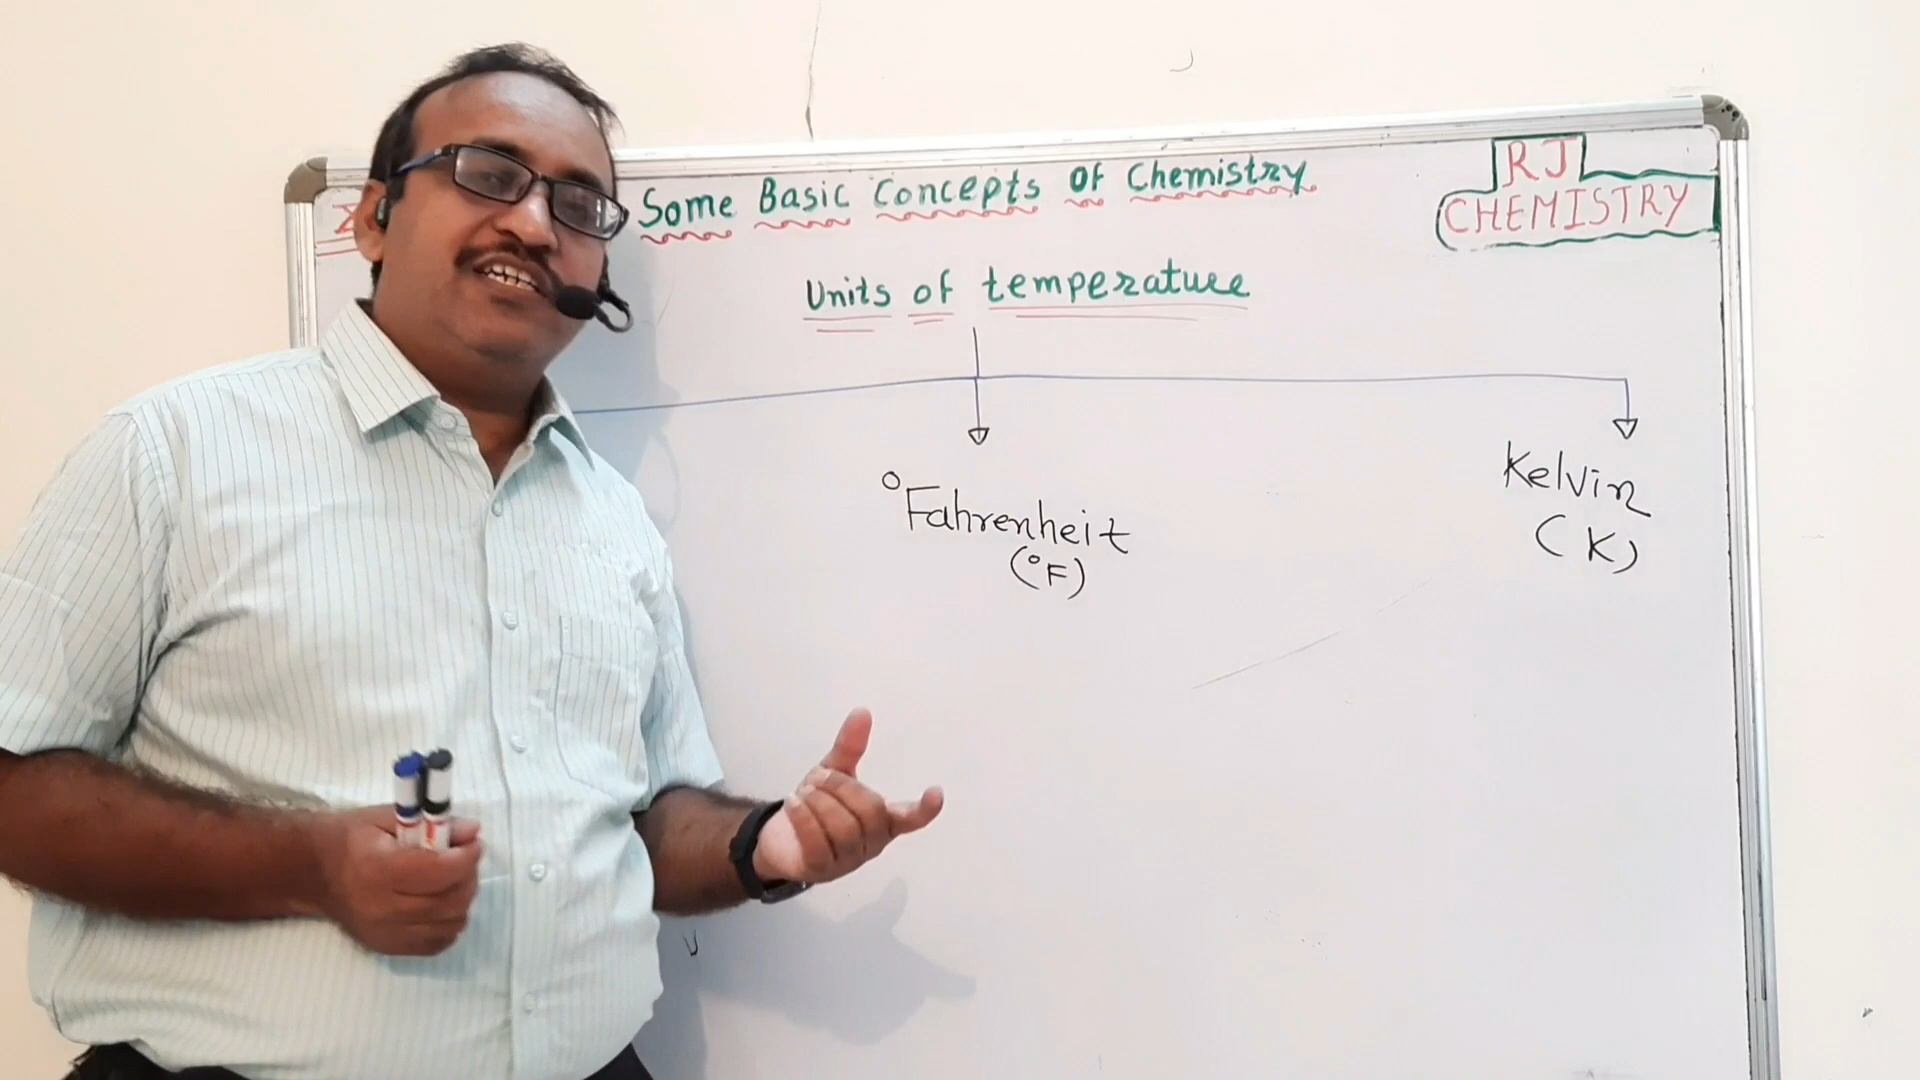 Some Basic Concepts Of Chemistry
RJ
CHEMISTRY
Units of temperature
°Fahrenheit
(°F)
Kelvin
(K)